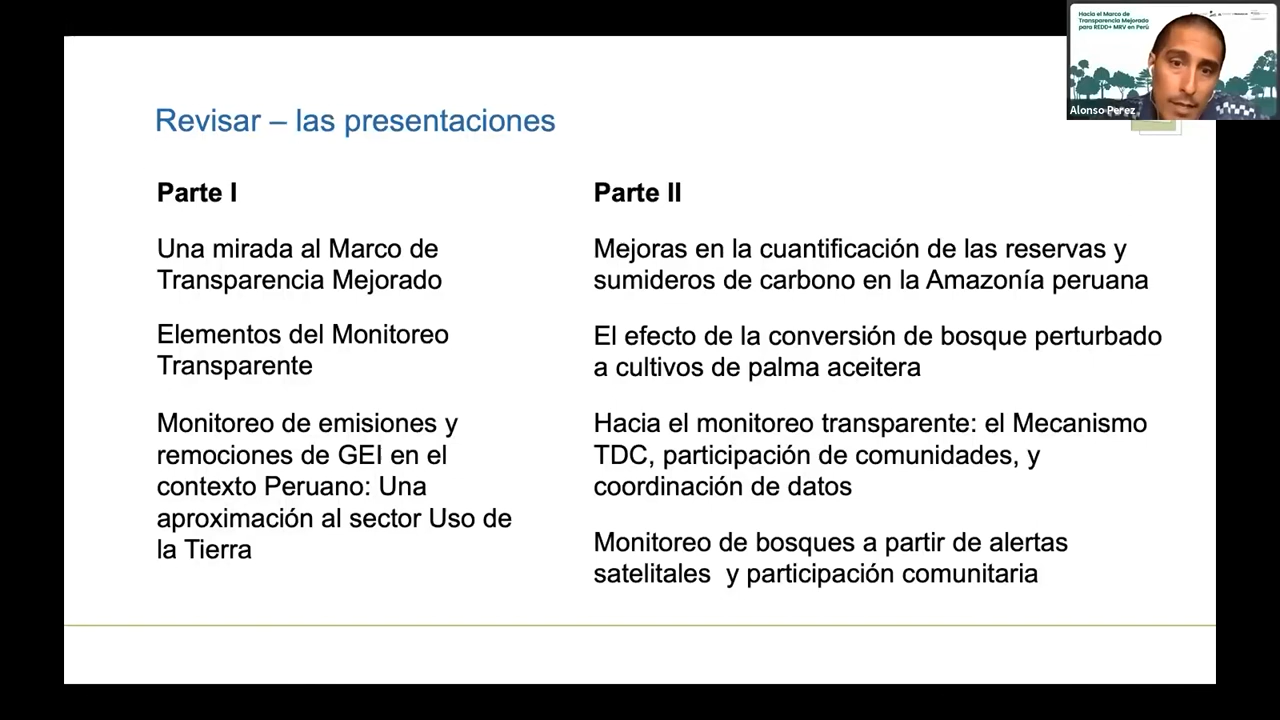 Revisar – las presentaciones
Parte I
Una mirada al Marco de
Transparencia Mejorado
Elementos del Monitoreo
Transparente
Monitoreo de emisiones y
remociones de GEI en el
contexto Peruano: Una
aproximación al sector Uso de
la Tierra
Parte II
Mejoras en la cuantificación de las reservas y
sumideros de carbono en la Amazonía peruana
El efecto de la conversión de bosque perturbado
a cultivos de palma aceitera
Hacia el monitoreo transparente: el Mecanismo
TDC, participación de comunidades, y
coordinación de datos
Monitoreo de bosques a partir de alertas
satelitales y participación comunitaria
Hacia el Marco de
Transparencia Mejorado
para REDD+ MRV en Perú
Alonso Perez